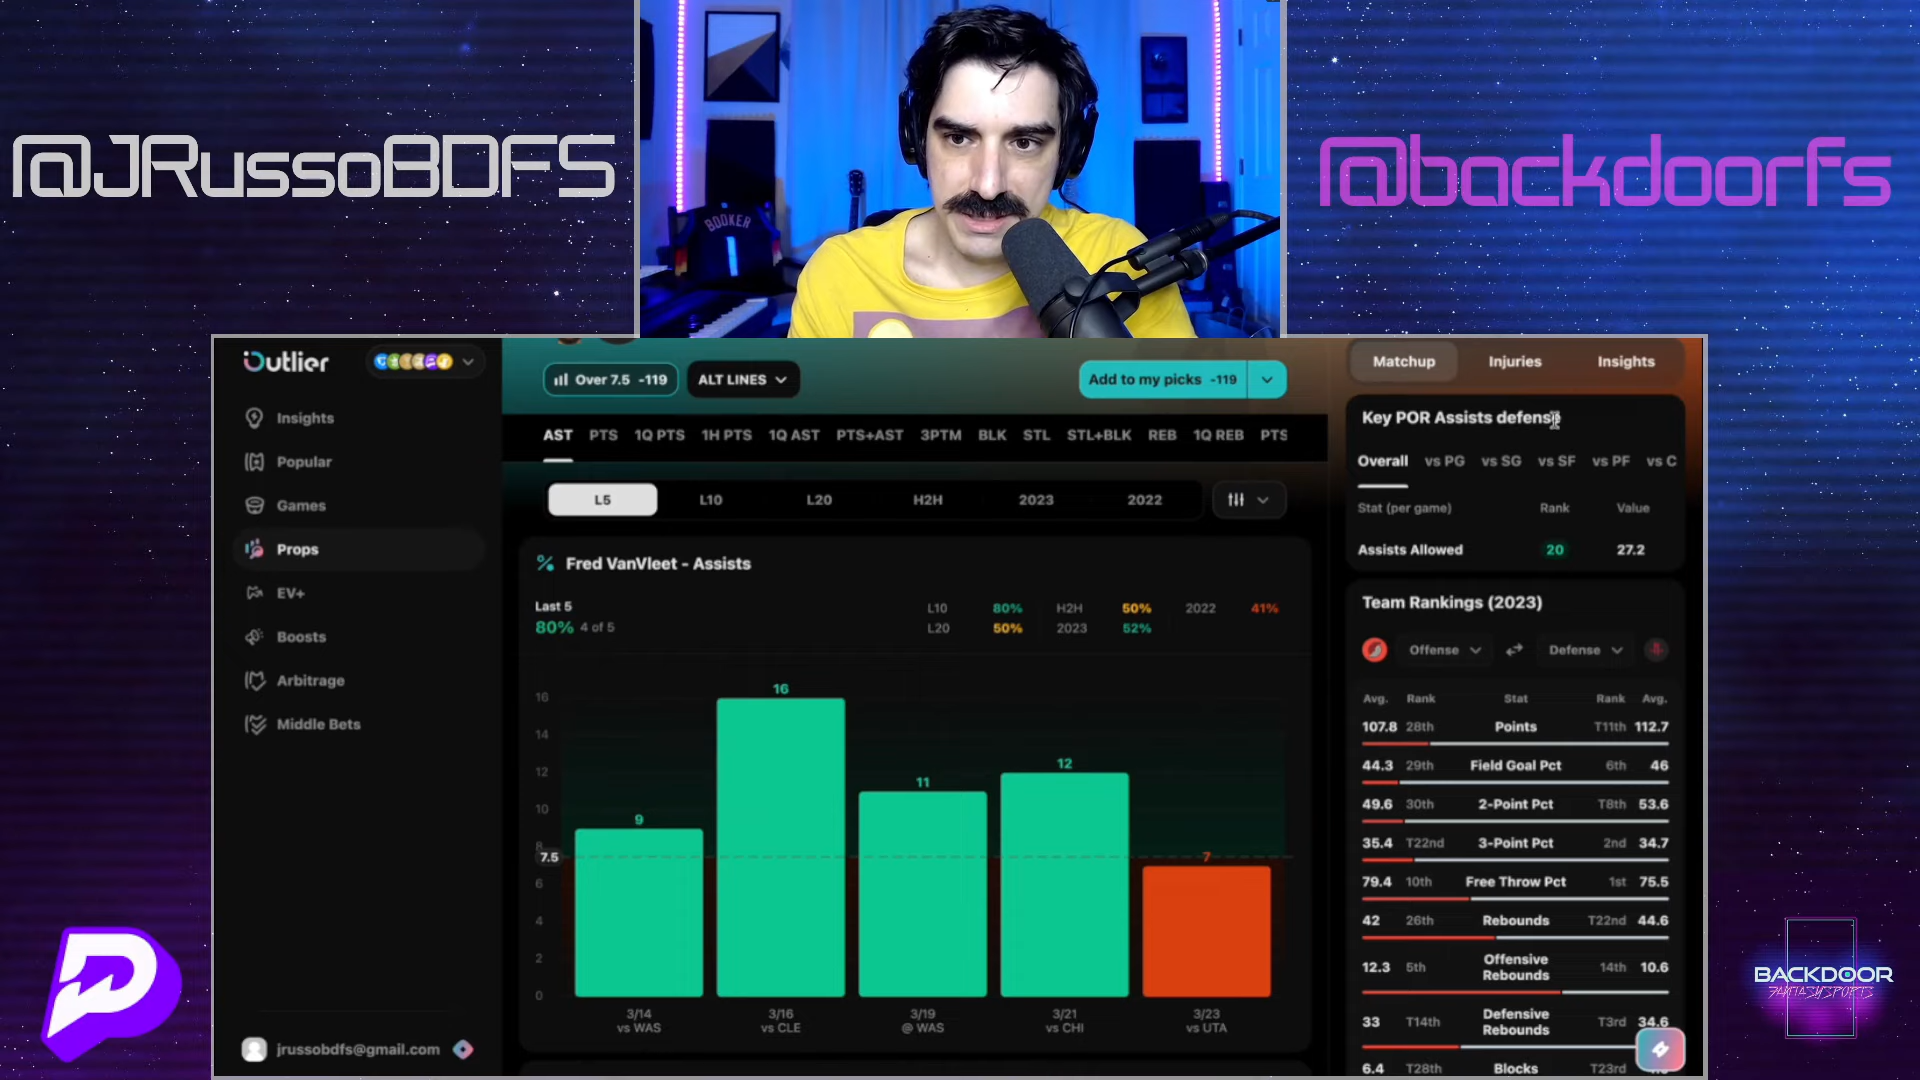 @JRussoBDFS
@backdoorfs
BOOKER
1
Outlier
Over 7.5 -119
ALT LINES
Add to my picks -119
Matchup
Injuries
Insights
Insights
Popular
Games
Props
EV+
Boosts
Arbitrage
Middle Bets
jrussobdfs@gmail.com
AST PTS 1Q PTS 1H PTS 1Q AST PTS+AST 3PTM BLK STL STL+BLK REB 1Q REB PTS
L5 L10 L20 H2H 2023 2022
Fred VanVleet - Assists
Last 5
80% 4 of 5
L10 80% H2H 50% 2022 41%
L20 50% 2023 52%
16
14
12
10
8
7.5
6
4
2
0
9
16
11
12
7
3/14
vs WAS
3/16
vs CLE
3/19
@ WAS
3/21
vs CHI
3/23
vs UTA
Key POR Assists defense
Overall vs PG vs SG vs SF vs PF vs C
Stat (per game) Rank Value
Assists Allowed 20 27.2
Team Rankings (2023)
Offense
Defense
Avg. Rank Stat Rank Avg.
107.8 28th Points T11th 112.7
44.3 29th Field Goal Pct 6th 46
49.6 30th 2-Point Pct T8th 53.6
35.4 T22nd 3-Point Pct 2nd 34.7
79.4 10th Free Throw Pct 1st 75.5
42 26th Rebounds T22nd 44.6
12.3 5th Offensive Rebounds 14th 10.6
33 T14th Defensive Rebounds T3rd 34.6
6.4 T28th Blocks T23rd
BACKDOOR
FANTASY SPORTS